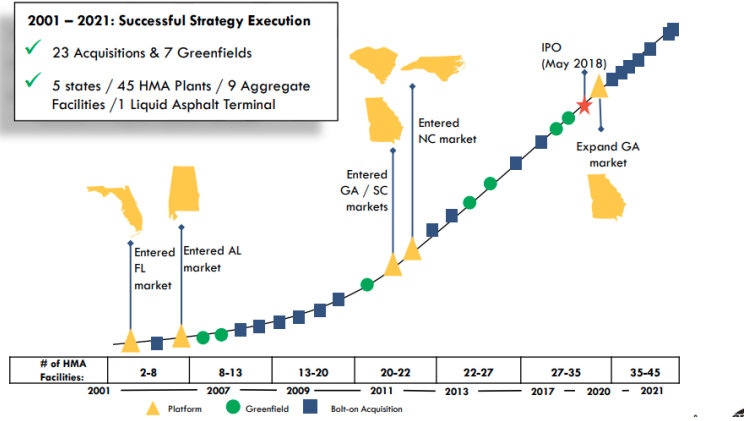 2001 – 2021: Successful Strategy Execution
23 Acquisitions & 7 Greenfields
5 states / 45 HMA Plants / 9 Aggregate
Facilities /1 Liquid Asphalt Terminal
IPO
(May 2018)
Entered
NC market
Expand GA
market
Entered
GA / SC
markets
Entered
FL
market
Entered AL
market
# of HMA
Facilities:
2-8
8-13
13-20
20-22
22-27
27-35
35-45
2001
2007
2009
2011
2013
2017
2020
2021
Platform
Greenfield
Bolt-on Acquisition